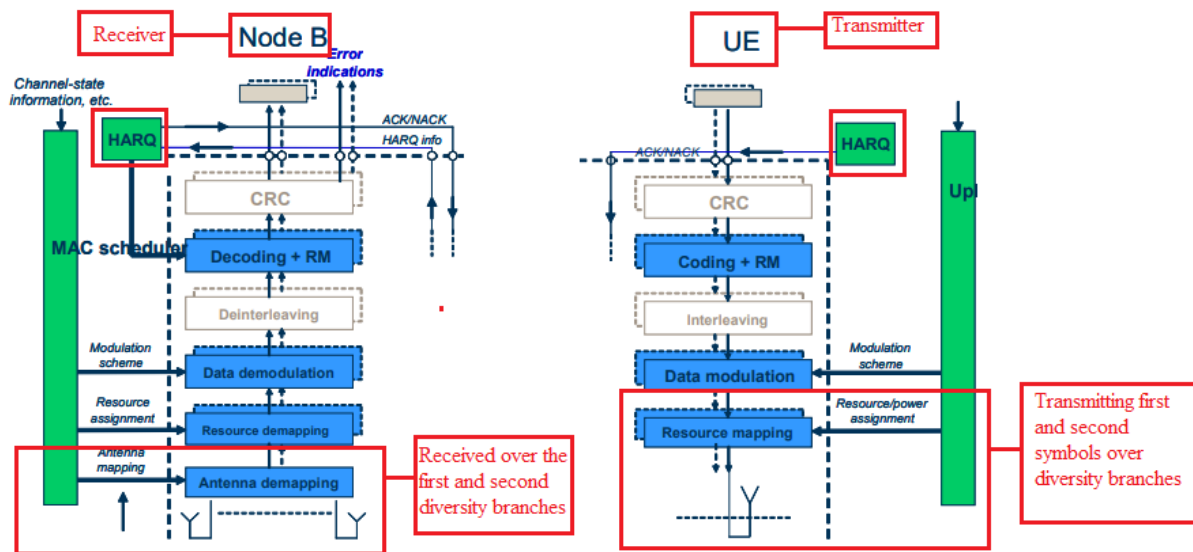 Receiver
Node B
Error
indications
Channel-state
information, etc.
HARQ
ACK/NACK
HARQ info
CRC
MAC scheduler
Decoding + RM
Deinterleaving
Modulation
scheme
Data demodulation
Resource
assignment
Resource demapping
Antenna
mapping
Antenna demapping
Received over the
first and second
diversity branches
UE
Transmitter
ACK/NACK
HARQ
CRC
Upl
Coding + RM
Interleaving
Data modulation
Modulation
scheme
Resource mapping
Resource/power
assignment
Transmitting first
and second
symbols over
diversity branches